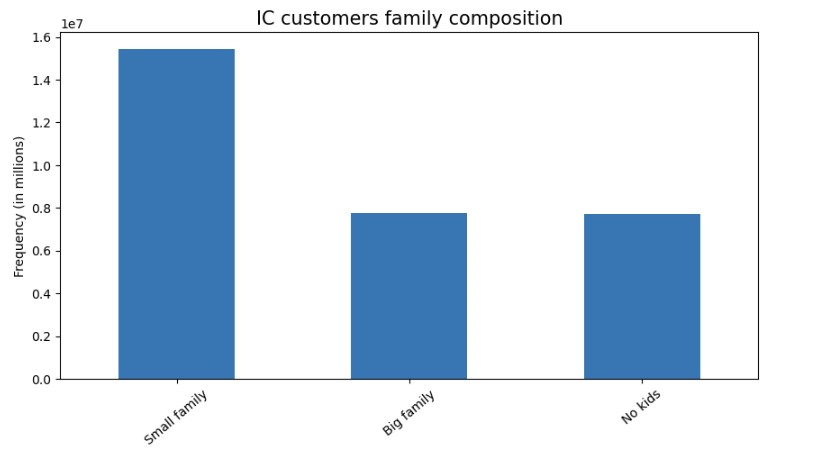 IC customers family composition
1e7
1.6
1.4
1.2
1.0
0.8
0.6
0.4
0.2
0.0
Frequency (in millions)
Small family
Big family
No kids